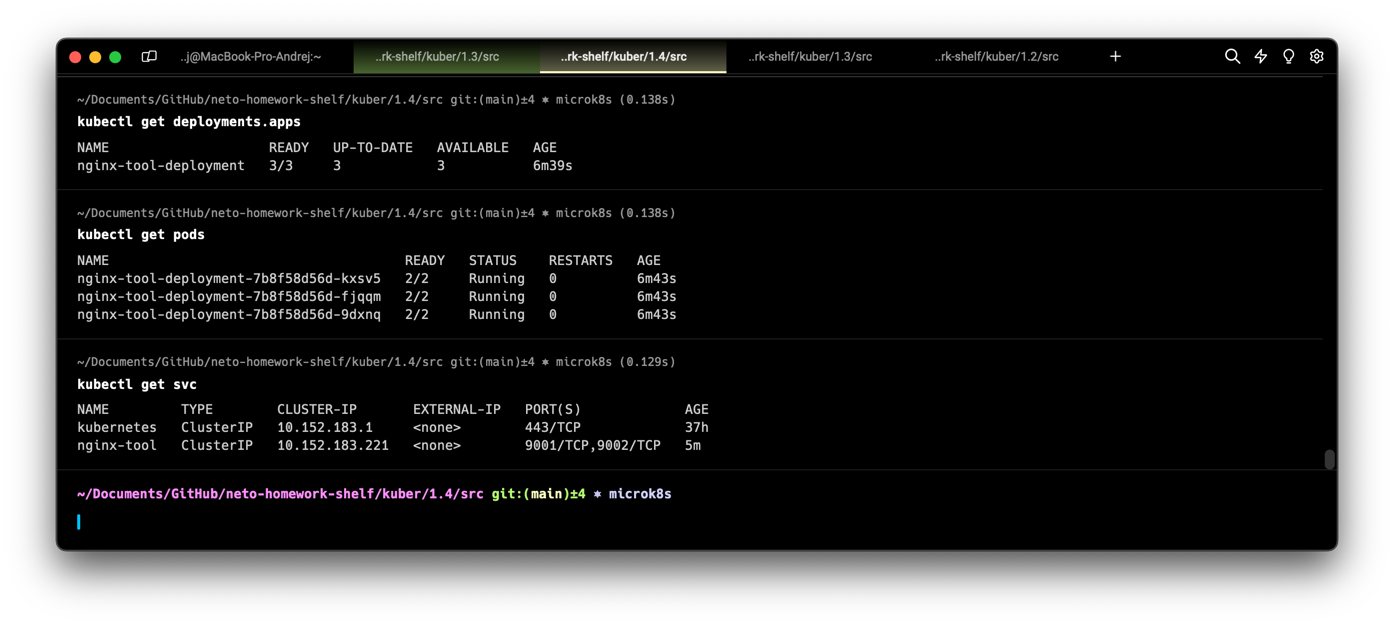 ..j@MacBook-Pro-Andrej:~ ..rk-shelf/kuber/1.3/src ..rk-shelf/kuber/1.4/src ..rk-shelf/kuber/1.3/src ..rk-shelf/kuber/1.2/src +
~/Documents/GitHub/neto-homework-shelf/kuber/1.4/src git:(main)±4 ⎈ microk8s (0.138s)
kubectl get deployments.apps
NAME READY UP-TO-DATE AVAILABLE AGE
nginx-tool-deployment 3/3 3 3 6m39s
~/Documents/GitHub/neto-homework-shelf/kuber/1.4/src git:(main)±4 ⎈ microk8s (0.138s)
kubectl get pods
NAME READY STATUS RESTARTS AGE
nginx-tool-deployment-7b8f58d56d-kxsv5 2/2 Running 0 6m43s
nginx-tool-deployment-7b8f58d56d-fjqqm 2/2 Running 0 6m43s
nginx-tool-deployment-7b8f58d56d-9dxnq 2/2 Running 0 6m43s
~/Documents/GitHub/neto-homework-shelf/kuber/1.4/src git:(main)±4 ⎈ microk8s (0.129s)
kubectl get svc
NAME TYPE CLUSTER-IP EXTERNAL-IP PORT(S) AGE
kubernetes ClusterIP 10.152.183.1 <none> 443/TCP 37h
nginx-tool ClusterIP 10.152.183.221 <none> 9001/TCP,9002/TCP 5m
~/Documents/GitHub/neto-homework-shelf/kuber/1.4/src git:(main)±4 ⎈ microk8s